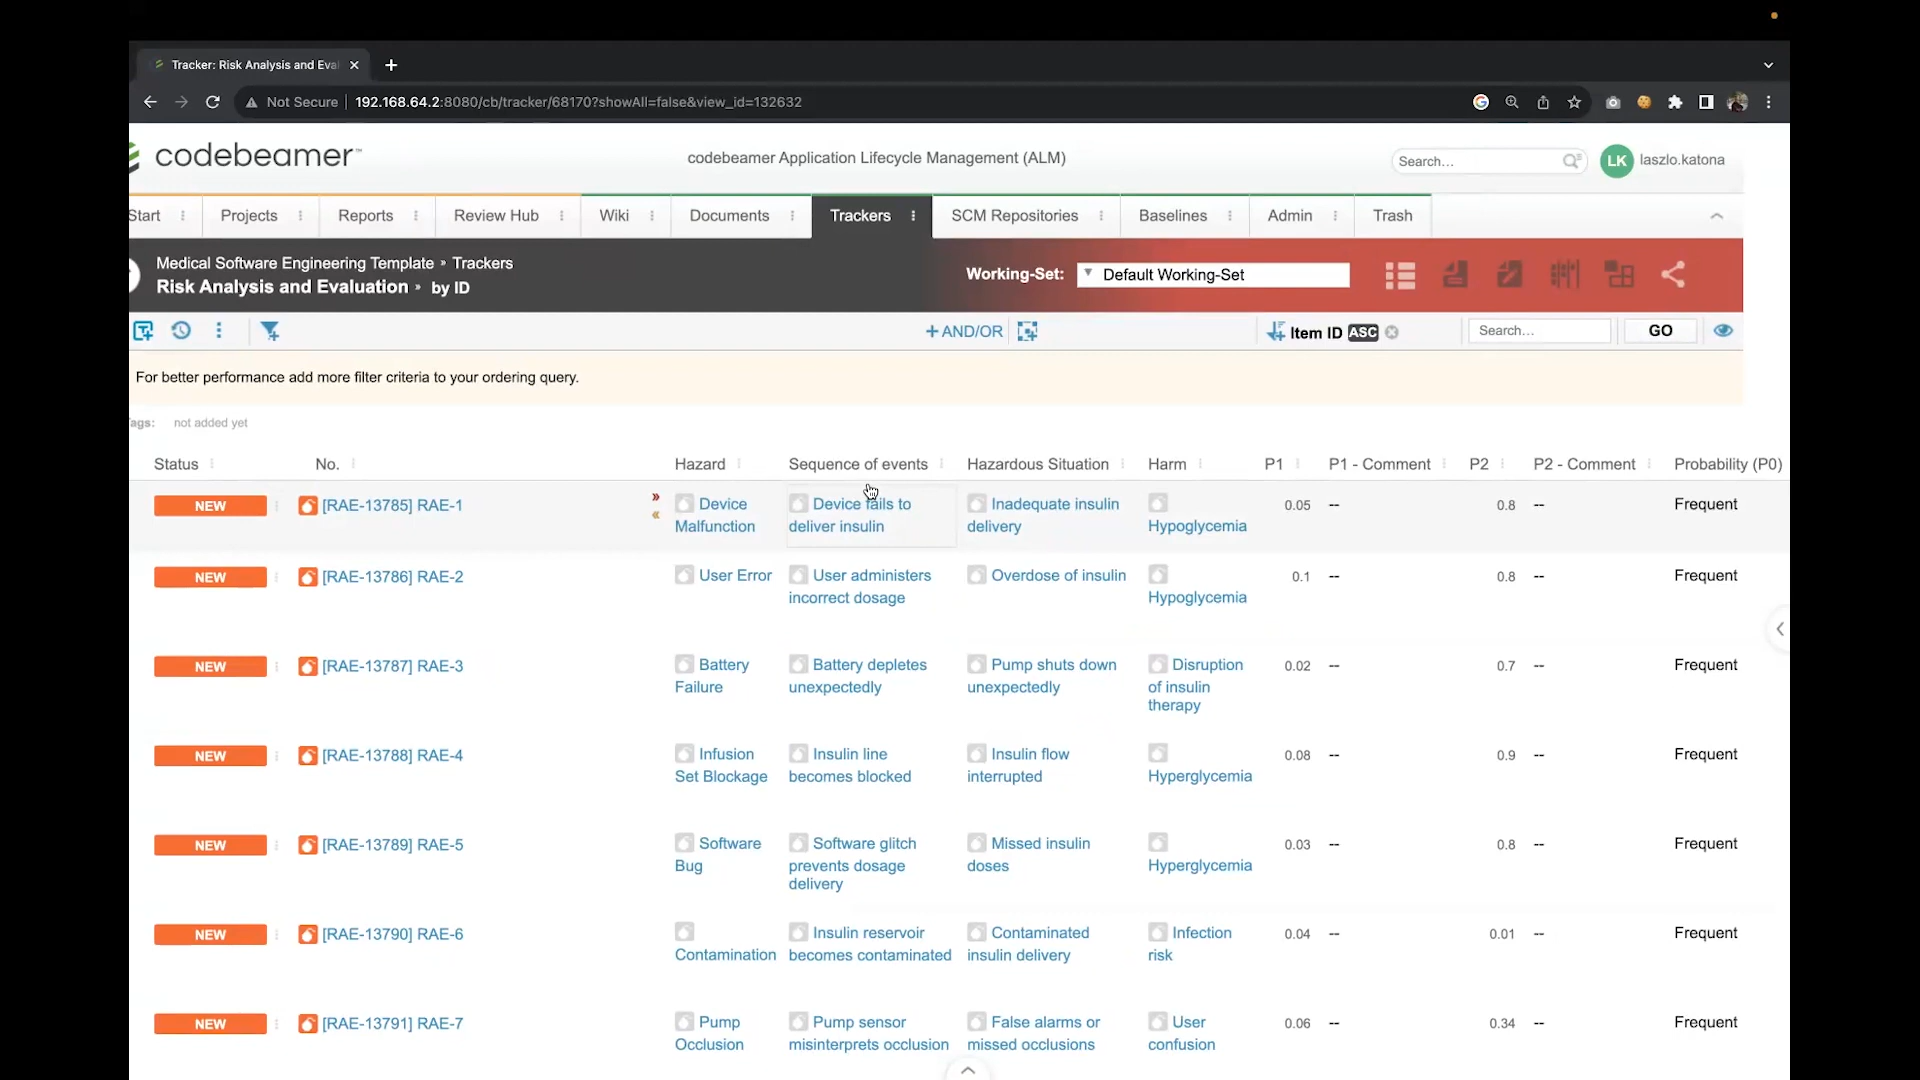 Tracker: Risk Analysis and Eva
Not Secure 192.168.64.2:8080/cb/tracker/68170?showAll=false&view_id=132632
codebeamer™
codebeamer Application Lifecycle Management (ALM)
Search...
LK laszlo.katona
Start Projects Reports Review Hub Wiki Documents Trackers SCM Repositories Baselines Admin Trash
Medical Software Engineering Template » Trackers
Risk Analysis and Evaluation » by ID
Working-Set: Default Working-Set
+AND/OR Item ID ASC Search... GO
For better performance add more filter criteria to your ordering query.
Tags: not added yet
Status No. Hazard Sequence of events Hazardous Situation Harm P1 P1 - Comment P2 P2 - Comment Probability (P0)
NEW [RAE-13785] RAE-1 » Device Device fails to Inadequate insulin 0.05 -- 0.8 -- Frequent
« Malfunction deliver insulin delivery Hypoglycemia
NEW [RAE-13786] RAE-2 User Error User administers Overdose of insulin 0.1 -- 0.8 -- Frequent
incorrect dosage Hypoglycemia
NEW [RAE-13787] RAE-3 Battery Battery depletes Pump shuts down Disruption 0.02 -- 0.7 -- Frequent
Failure unexpectedly unexpectedly of insulin
therapy
NEW [RAE-13788] RAE-4 Infusion Insulin line Insulin flow 0.08 -- 0.9 -- Frequent
Set Blockage becomes blocked interrupted Hyperglycemia
NEW [RAE-13789] RAE-5 Software Software glitch Missed insulin 0.03 -- 0.8 -- Frequent
Bug prevents dosage doses Hyperglycemia
delivery
NEW [RAE-13790] RAE-6 Insulin reservoir Contaminated Infection 0.04 -- 0.01 -- Frequent
Contamination becomes contaminated insulin delivery risk
NEW [RAE-13791] RAE-7 Pump Pump sensor False alarms or User 0.06 -- 0.34 -- Frequent
Occlusion misinterprets occlusion missed occlusions confusion